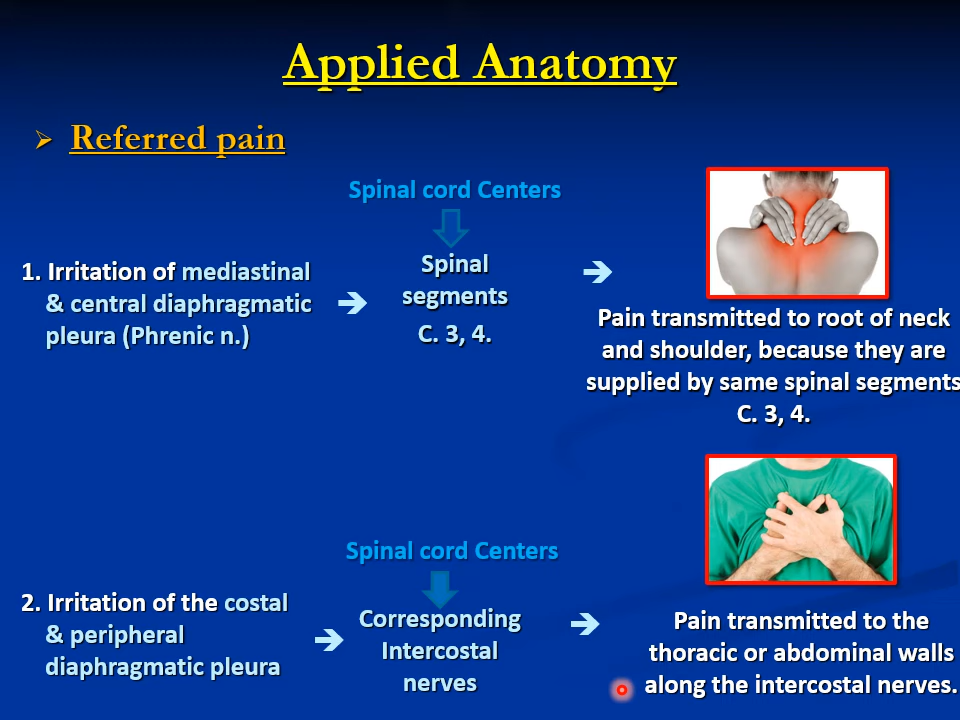 Applied Anatomy
Referred pain
Spinal cord Centers
1. Irritation of mediastinal
& central diaphragmatic
pleura (Phrenic n.)
Spinal
segments
C. 3, 4.
Pain transmitted to root of neck
and shoulder, because they are
supplied by same spinal segments
C. 3, 4.
Spinal cord Centers
2. Irritation of the costal
& peripheral
diaphragmatic pleura
Corresponding
Intercostal
nerves
Pain transmitted to the
thoracic or abdominal walls
along the intercostal nerves.